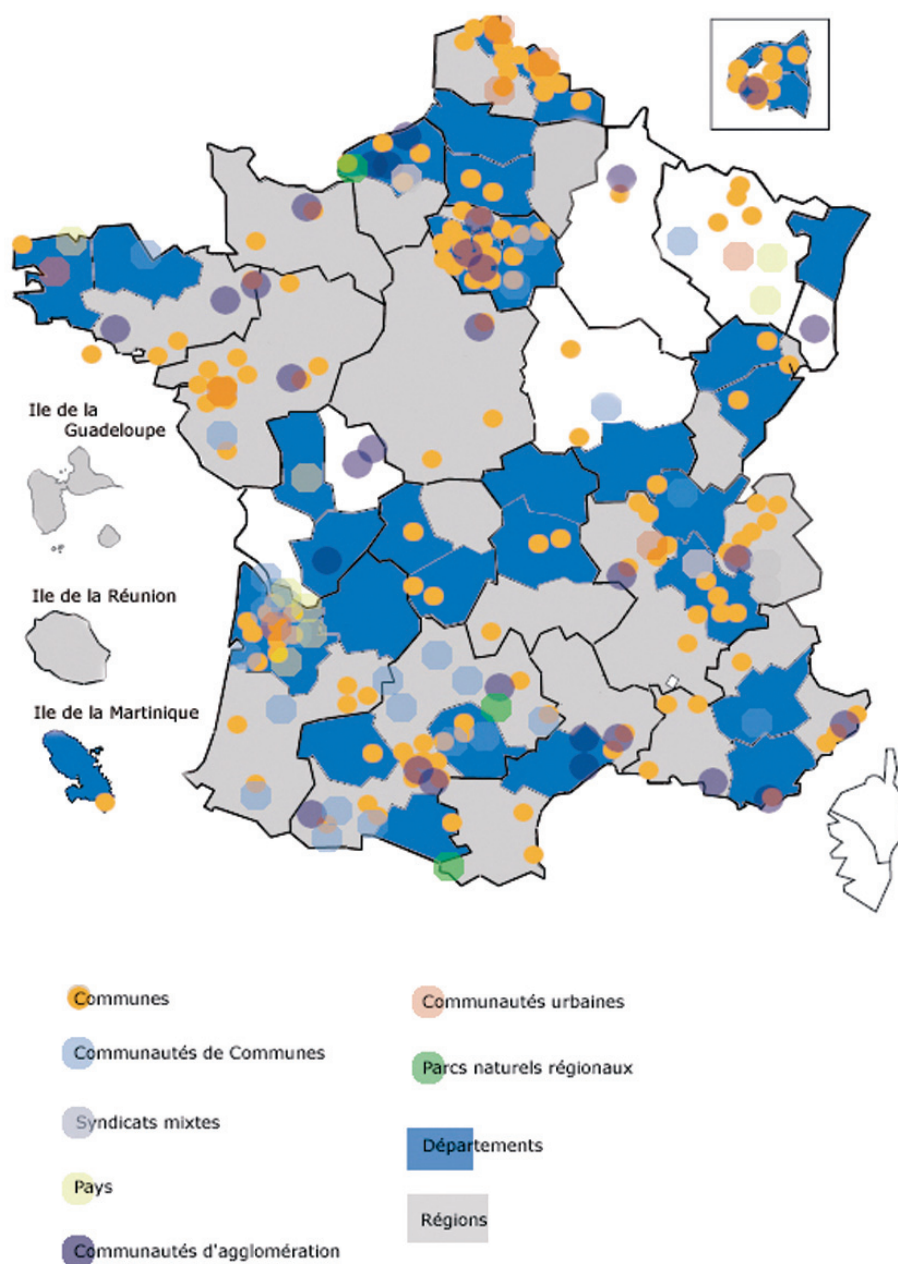 Ile de la
Guadeloupe
Ile de la Réunion
Ile de la Martinique
Communes
Communautés de Communes
Syndicats mixtes
Pays
Communautés d'agglomération
Communautés urbaines
Parcs naturels régionaux
Départements
Régions